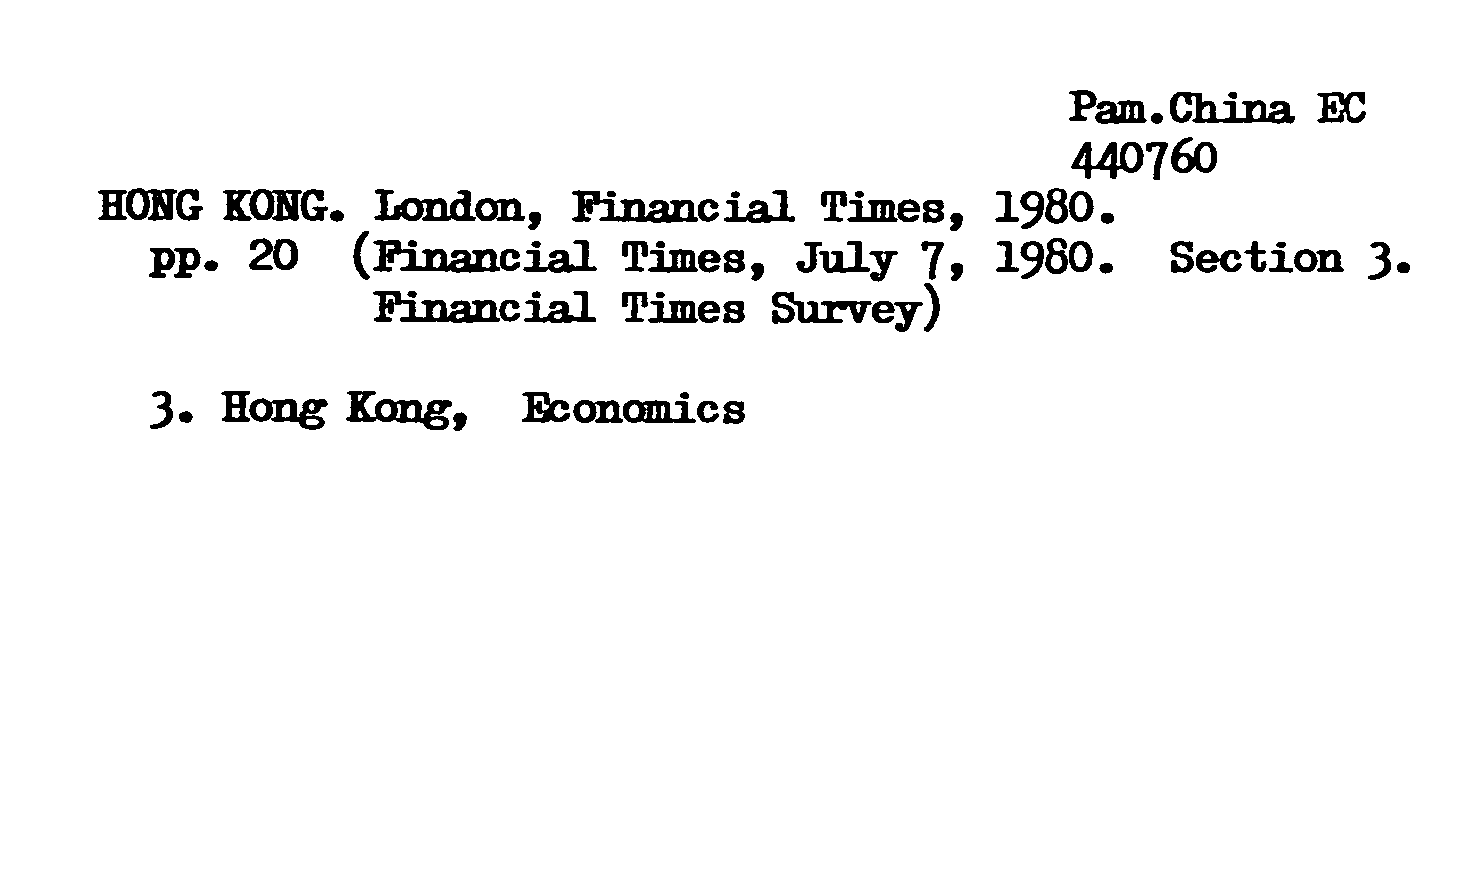 Pam.China EC
440760
HONG KONG. London, Financial Times, 1980.
pp. 20 (Financial Times, July 7, 1980. Section 3.
Financial Times Survey)
3. Hong Kong, Economics